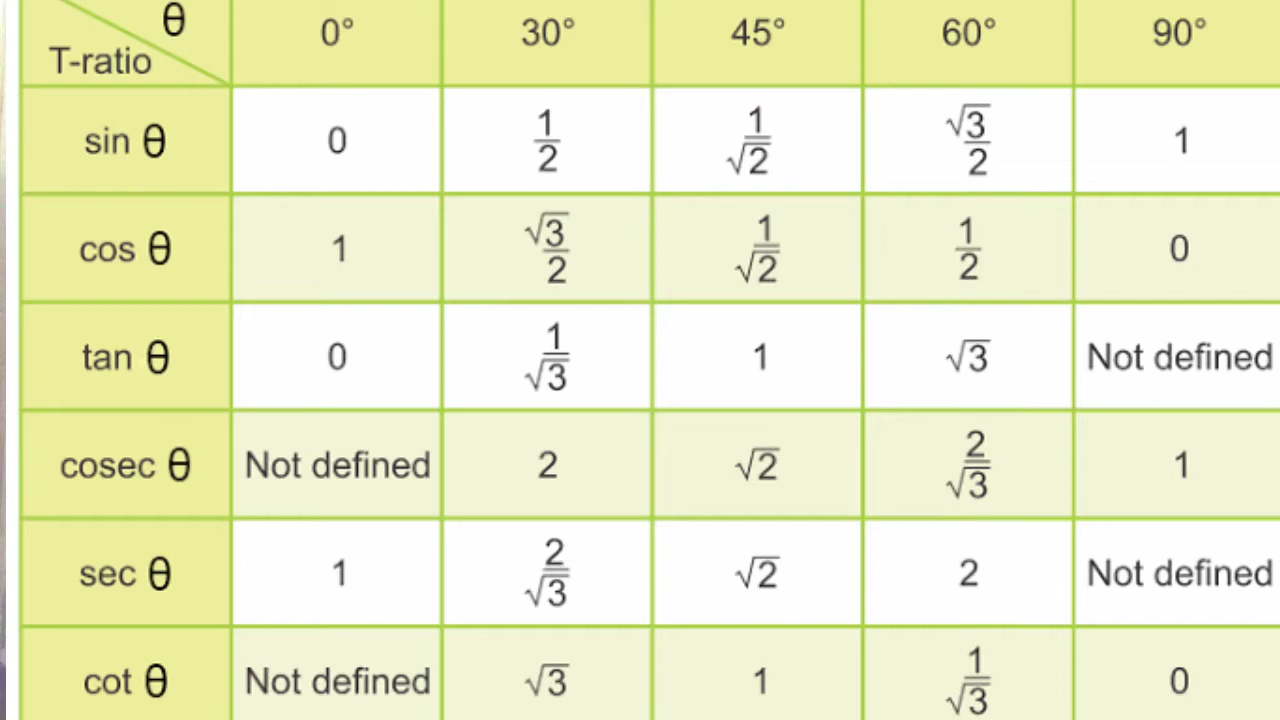 θ 0° 30° 45° 60° 90°
T-ratio
sin θ 0 1/2 1/√2 √3/2 1
cos θ 1 √3/2 1/√2 1/2 0
tan θ 0 1/√3 1 √3 Not defined
cosec θ Not defined 2 √2 2/√3 1
sec θ 1 2/√3 √2 2 Not defined
cot θ Not defined √3 1 1/√3 0